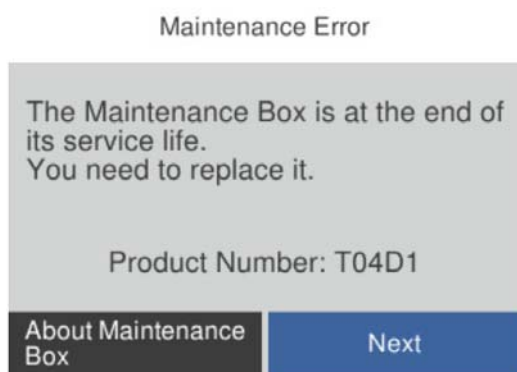 Maintenance Error
The Maintenance Box is at the end of
its service life.
You need to replace it.
Product Number: T04D1
About Maintenance
Box
Next